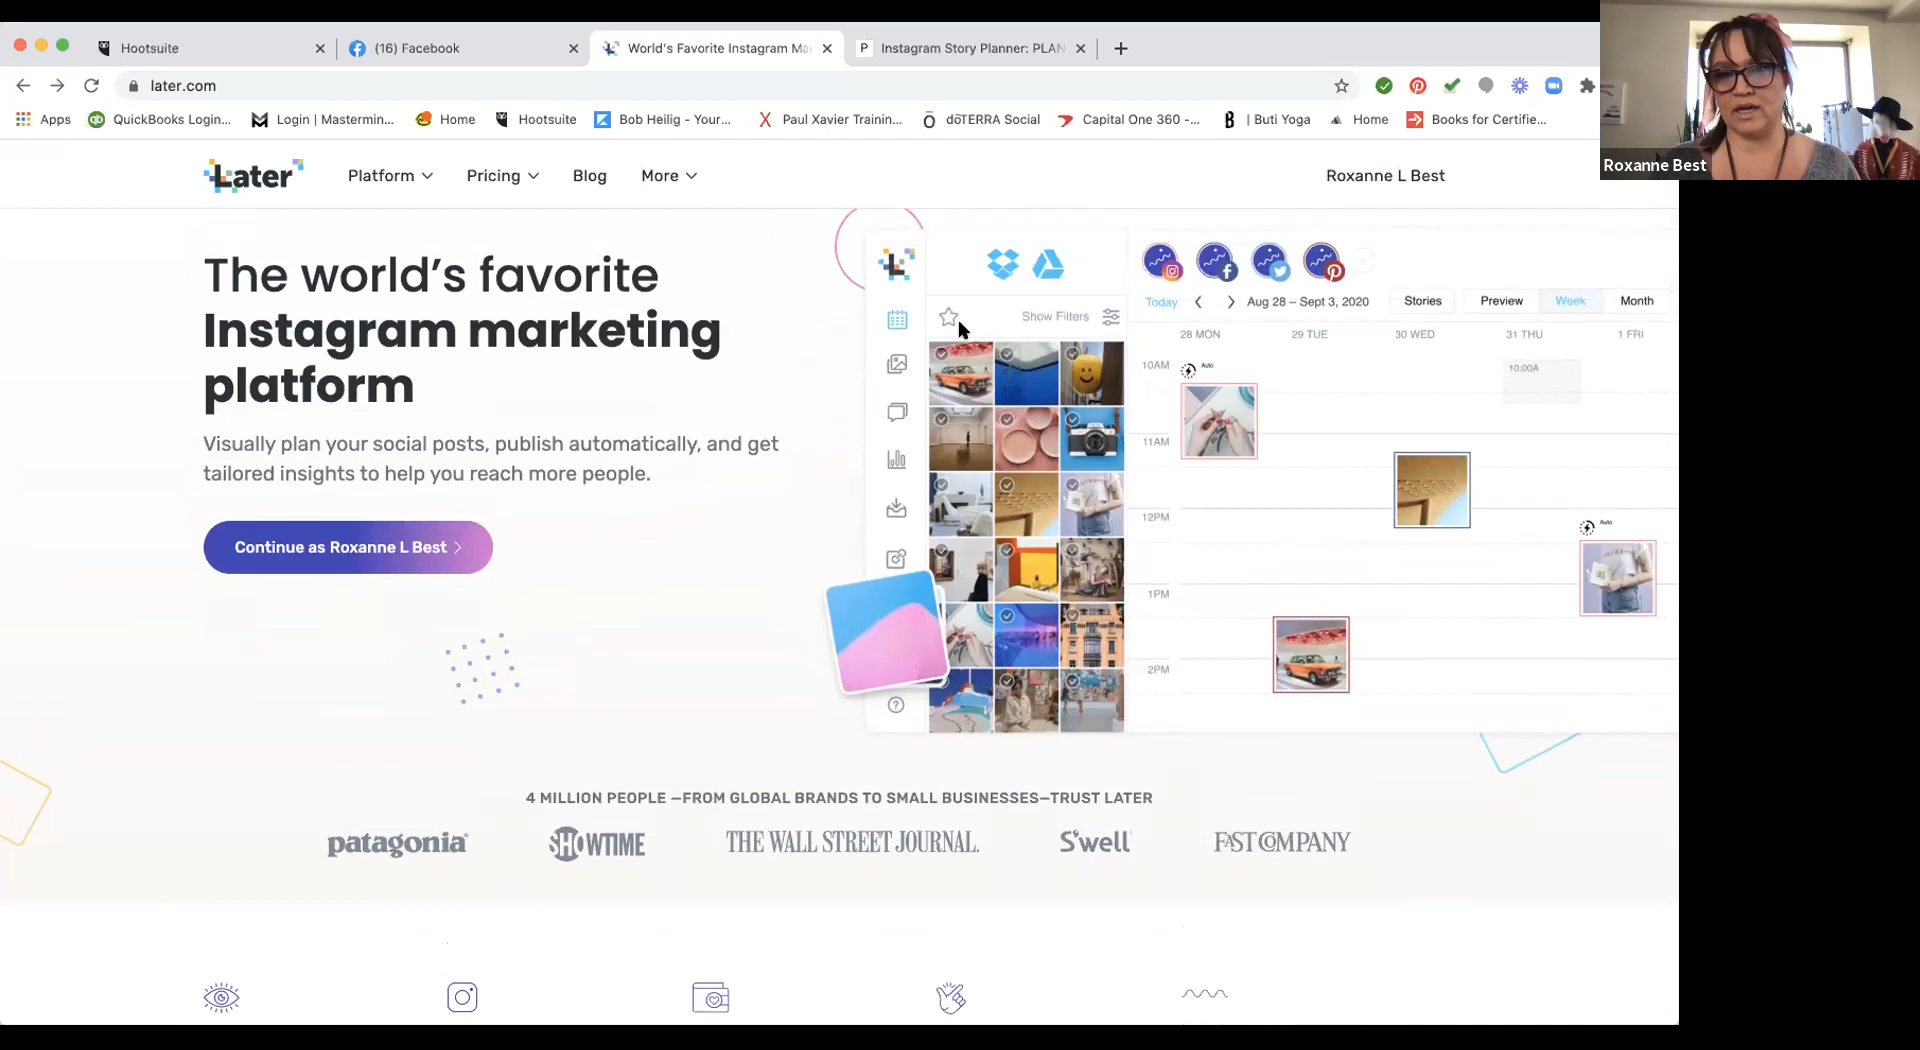 Hootsuite
(16) Facebook
World's Favorite Instagram Ma
Instagram Story Planner: PLAN
later.com
Apps
QuickBooks Login...
Login | Mastermin...
Home
Hootsuite
Bob Heilig - Your...
Paul Xavier Trainin...
dōTERRA Social
Capital One 360 -...
| Buti Yoga
Home
Books for Certifie...
Roxanne Best
Later
Platform
Pricing
Blog
More
Roxanne L Best
The world's favorite
Instagram marketing
platform
Visually plan your social posts, publish automatically, and get
tailored insights to help you reach more people.
Continue as Roxanne L Best
Show Filters
Today
Aug 28 – Sept 3, 2020
Stories
Preview
Week
Month
28 MON
29 TUE
30 WED
31 THU
1 FRI
10AM
Auto
10:00A
11AM
12PM
Auto
1PM
2PM
4 MILLION PEOPLE —FROM GLOBAL BRANDS TO SMALL BUSINESSES—TRUST LATER
patagonia
SHOWTIME
THE WALL STREET JOURNAL.
S'well
FAST COMPANY